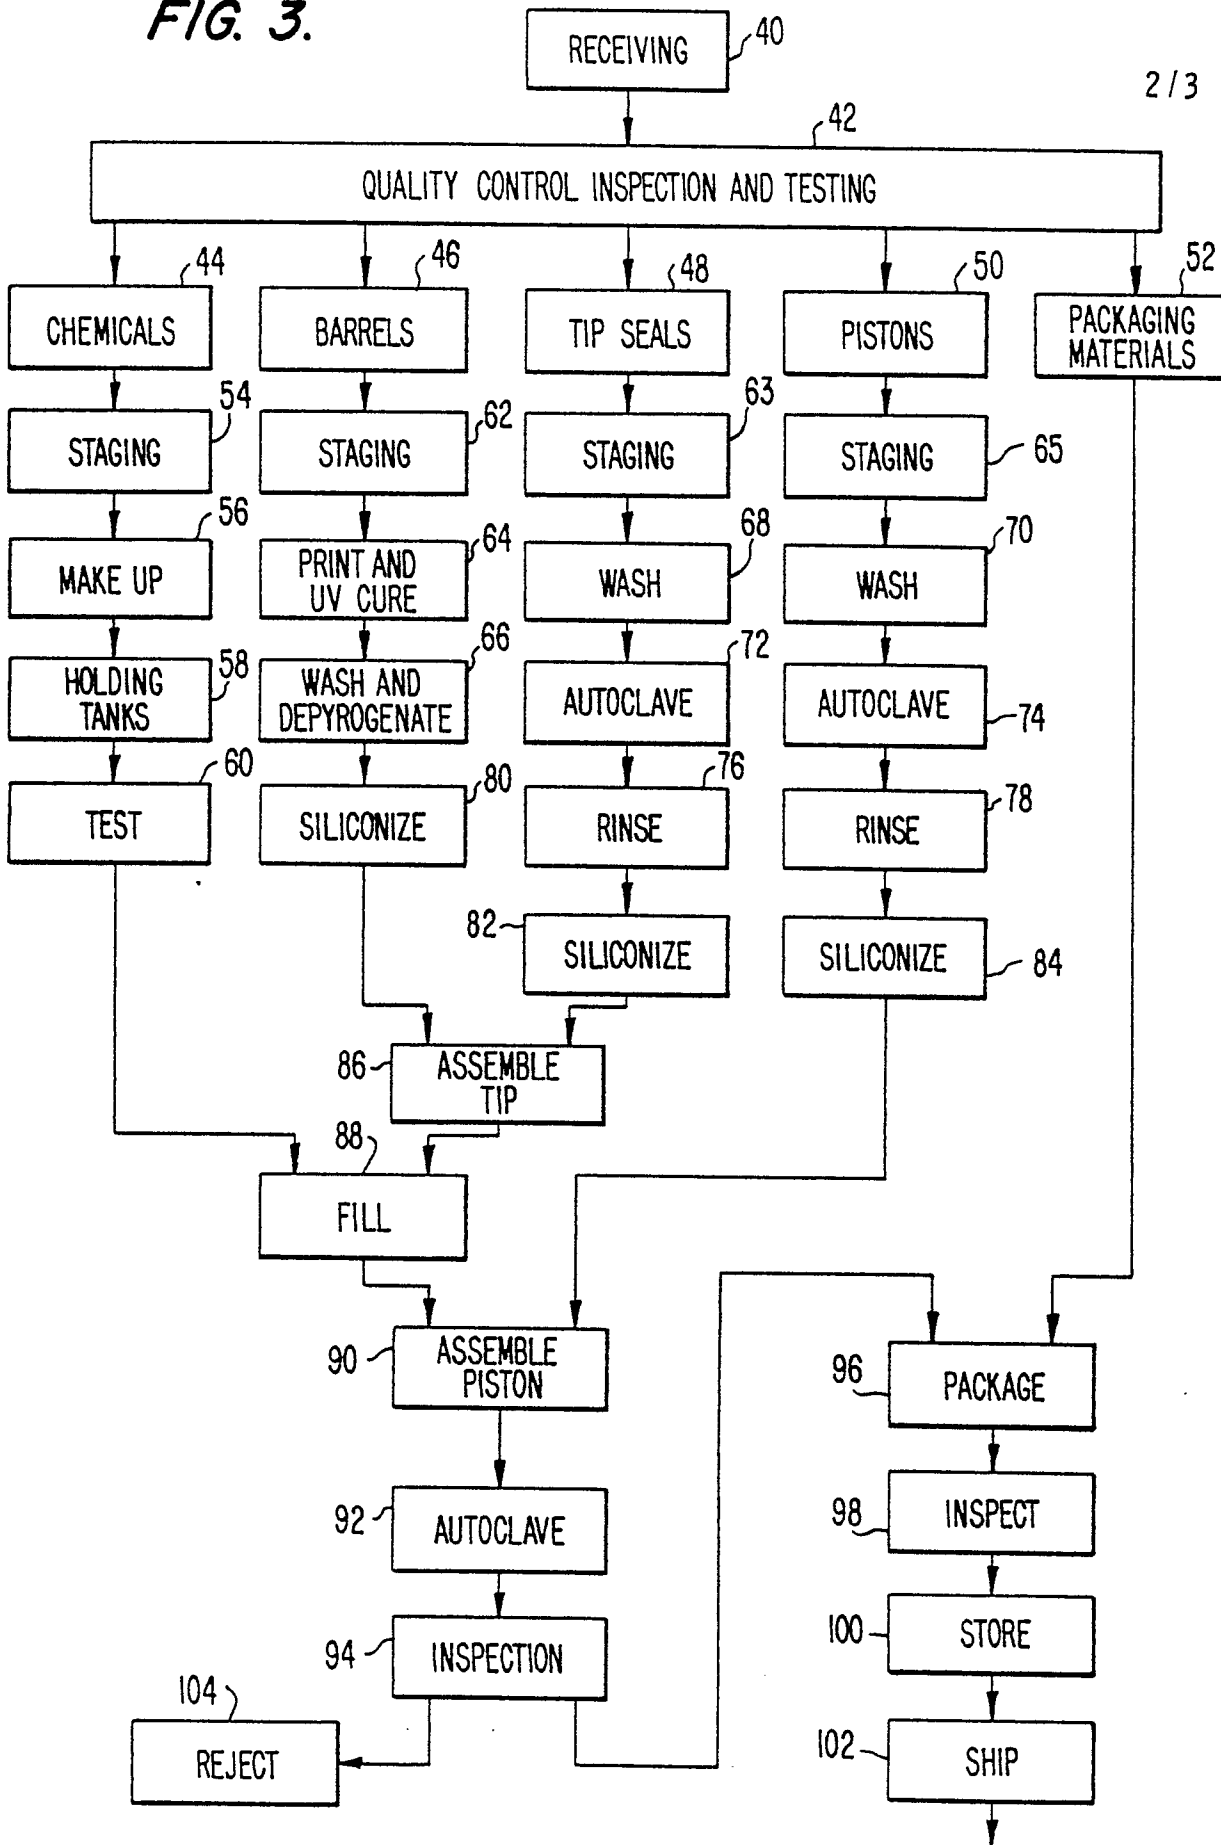 FIG. 3.
RECEIVING
40
2/3
42
QUALITY CONTROL INSPECTION AND TESTING
44
46
48
50
52
CHEMICALS
BARRELS
TIP SEALS
PISTONS
PACKAGING
MATERIALS
54
62
63
65
STAGING
STAGING
STAGING
STAGING
56
64
68
70
MAKE UP
PRINT AND
UV CURE
WASH
WASH
58
66
72
74
HOLDING
TANKS
WASH AND
DEPYROGENATE
AUTOCLAVE
AUTOCLAVE
60
80
76
78
TEST
SILICONIZE
RINSE
RINSE
82
SILICONIZE
SILICONIZE
84
86
ASSEMBLE
TIP
88
FILL
90
ASSEMBLE
PISTON
96
PACKAGE
92
AUTOCLAVE
98
INSPECT
94
INSPECTION
100
STORE
104
REJECT
102
SHIP